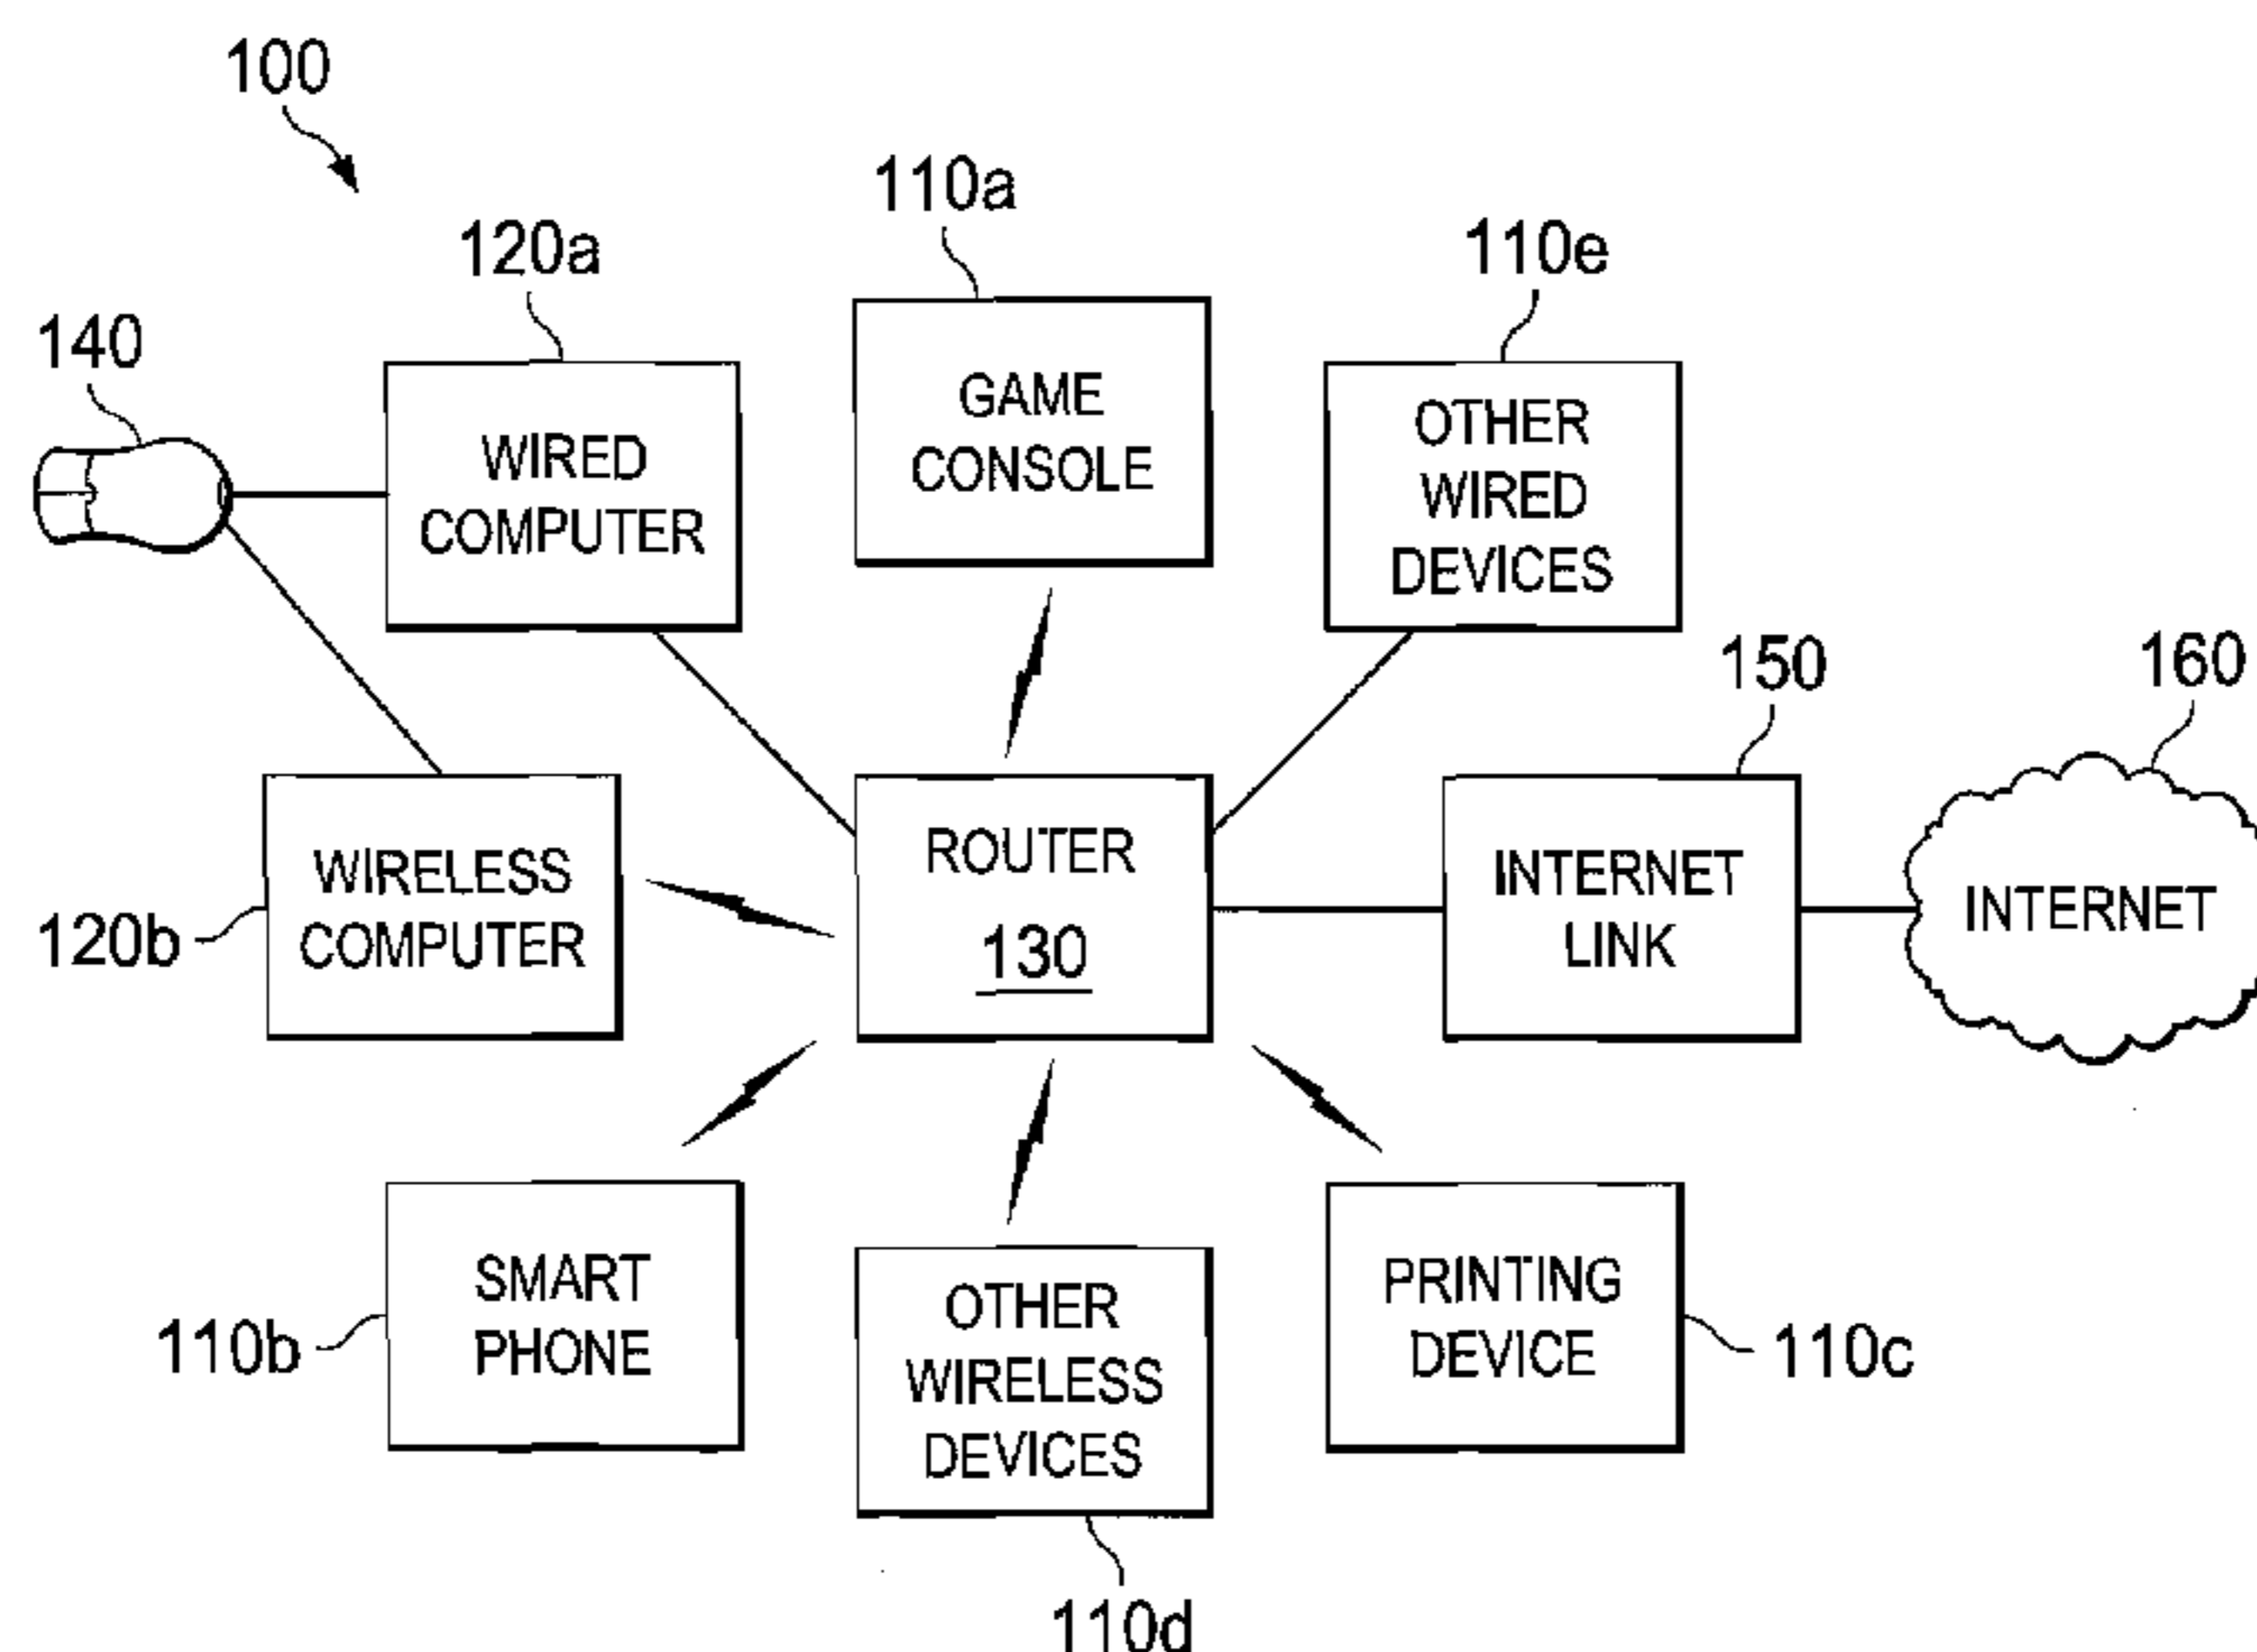 100
110a
120a
110e
140
GAME
CONSOLE
OTHER
WIRED
DEVICES
WIRED
COMPUTER
150
160
ROUTER
130
WIRELESS
COMPUTER
INTERNET
LINK
INTERNET
120b
SMART
PHONE
110b
OTHER
WIRELESS
DEVICES
PRINTING
DEVICE
110c
110d